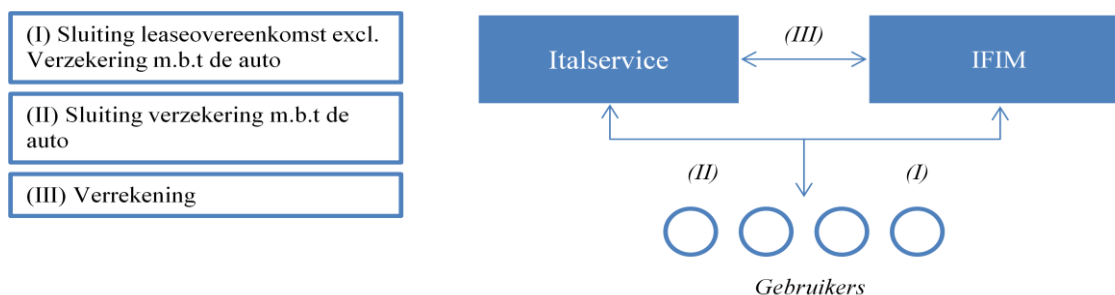 (I) Sluiting leaseovereenkomst excl.
Verzekering m.b.t de auto
(II) Sluiting verzekering m.b.t de
auto
(III) Verrekening
Italservice
(III)
IFIM
(II)
(I)
Gebruikers